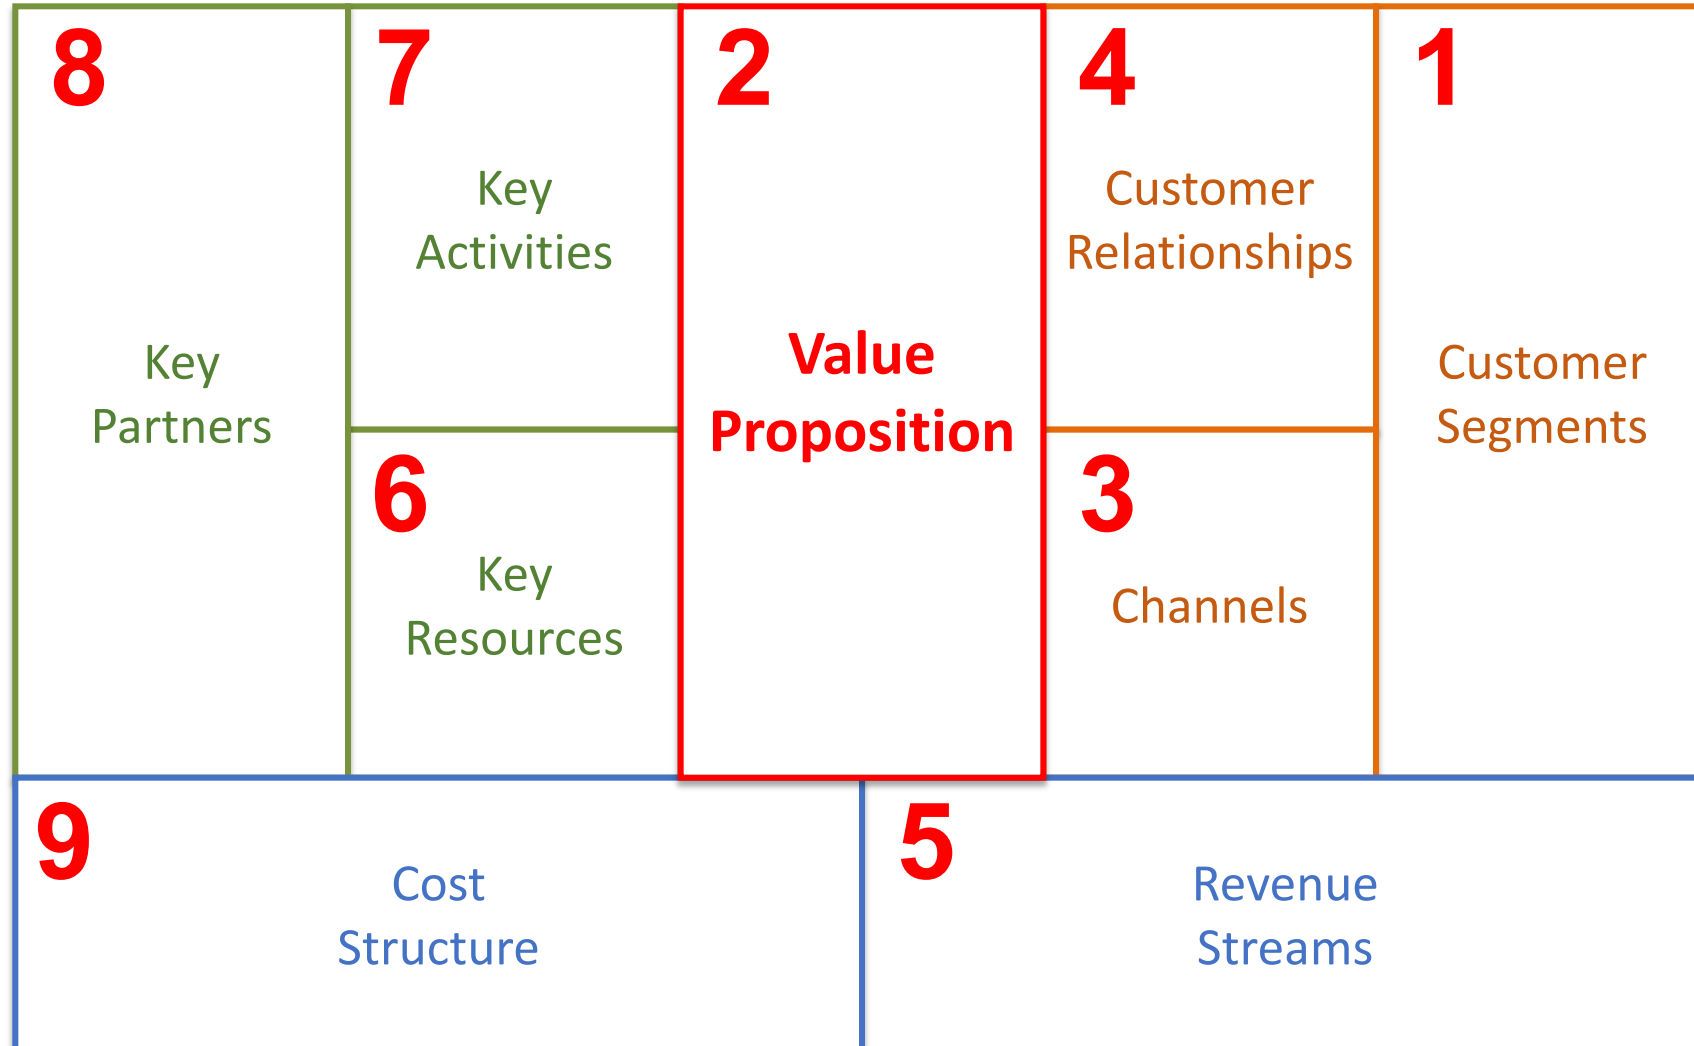 8
Key
Partners
7
Key
Activities
6
Key
Resources
2
Value
Proposition
4
Customer
Relationships
3
Channels
1
Customer
Segments
9
Cost
Structure
5
Revenue
Streams